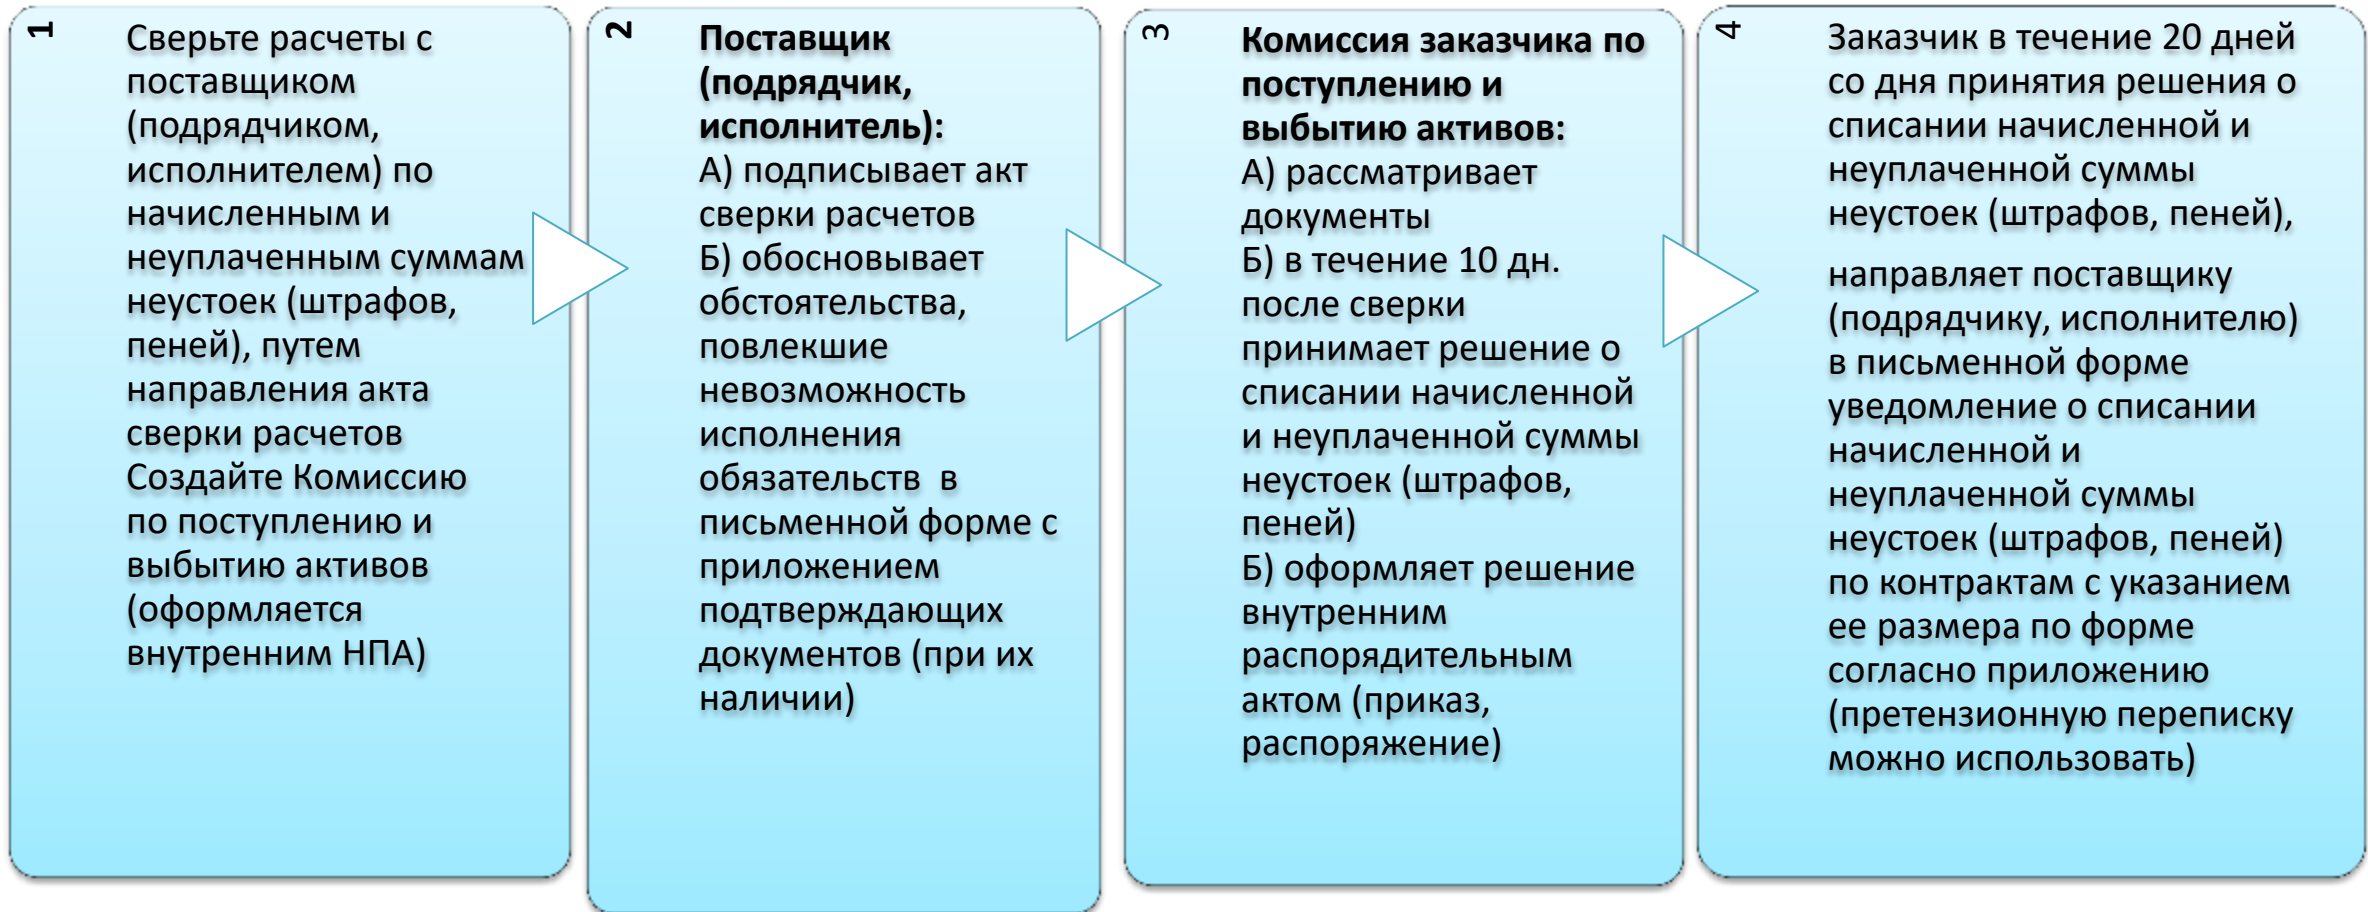 1
Сверьте расчеты с
поставщиком
(подрядчиком,
исполнителем) по
начисленным и
неуплаченным суммам
неустоек (штрафов,
пеней), путем
направления акта
сверки расчетов
Создайте Комиссию
по поступлению и
выбытию активов
(оформляется
внутренним НПА)
2
Поставщик
(подрядчик,
исполнитель):
А) подписывает акт
сверки расчетов
Б) обосновывает
обстоятельства,
повлекшие
невозможность
исполнения
обязательств в
письменной форме с
приложением
подтверждающих
документов (при их
наличии)
3
Комиссия заказчика по
поступлению и
выбытию активов:
А) рассматривает
документы
Б) в течение 10 дн.
после сверки
принимает решение о
списании начисленной
и неуплаченной суммы
неустоек (штрафов,
пеней)
Б) оформляет решение
внутренним
распорядительным
актом (приказ,
распоряжение)
4
Заказчик в течение 20 дней
со дня принятия решения о
списании начисленной и
неуплаченной суммы
неустоек (штрафов, пеней),
направляет поставщику
(подрядчику, исполнителю)
в письменной форме
уведомление о списании
начисленной и
неуплаченной суммы
неустоек (штрафов, пеней)
по контрактам с указанием
ее размера по форме
согласно приложению
(претензионную переписку
можно использовать)